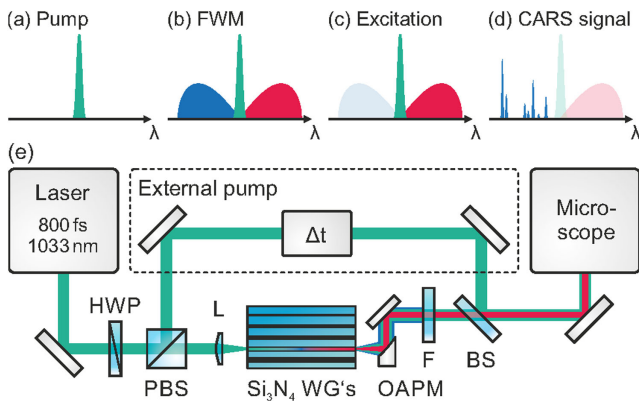 (a) Pump (b) FWM (c) Excitation (d) CARS signal
λ λ λ λ
(e)
Laser
800 fs
1033 nm
External pump
Δt
Micro-
scope
HWP
L
PBS
Si₃N₄ WG's
OAPM
F
BS